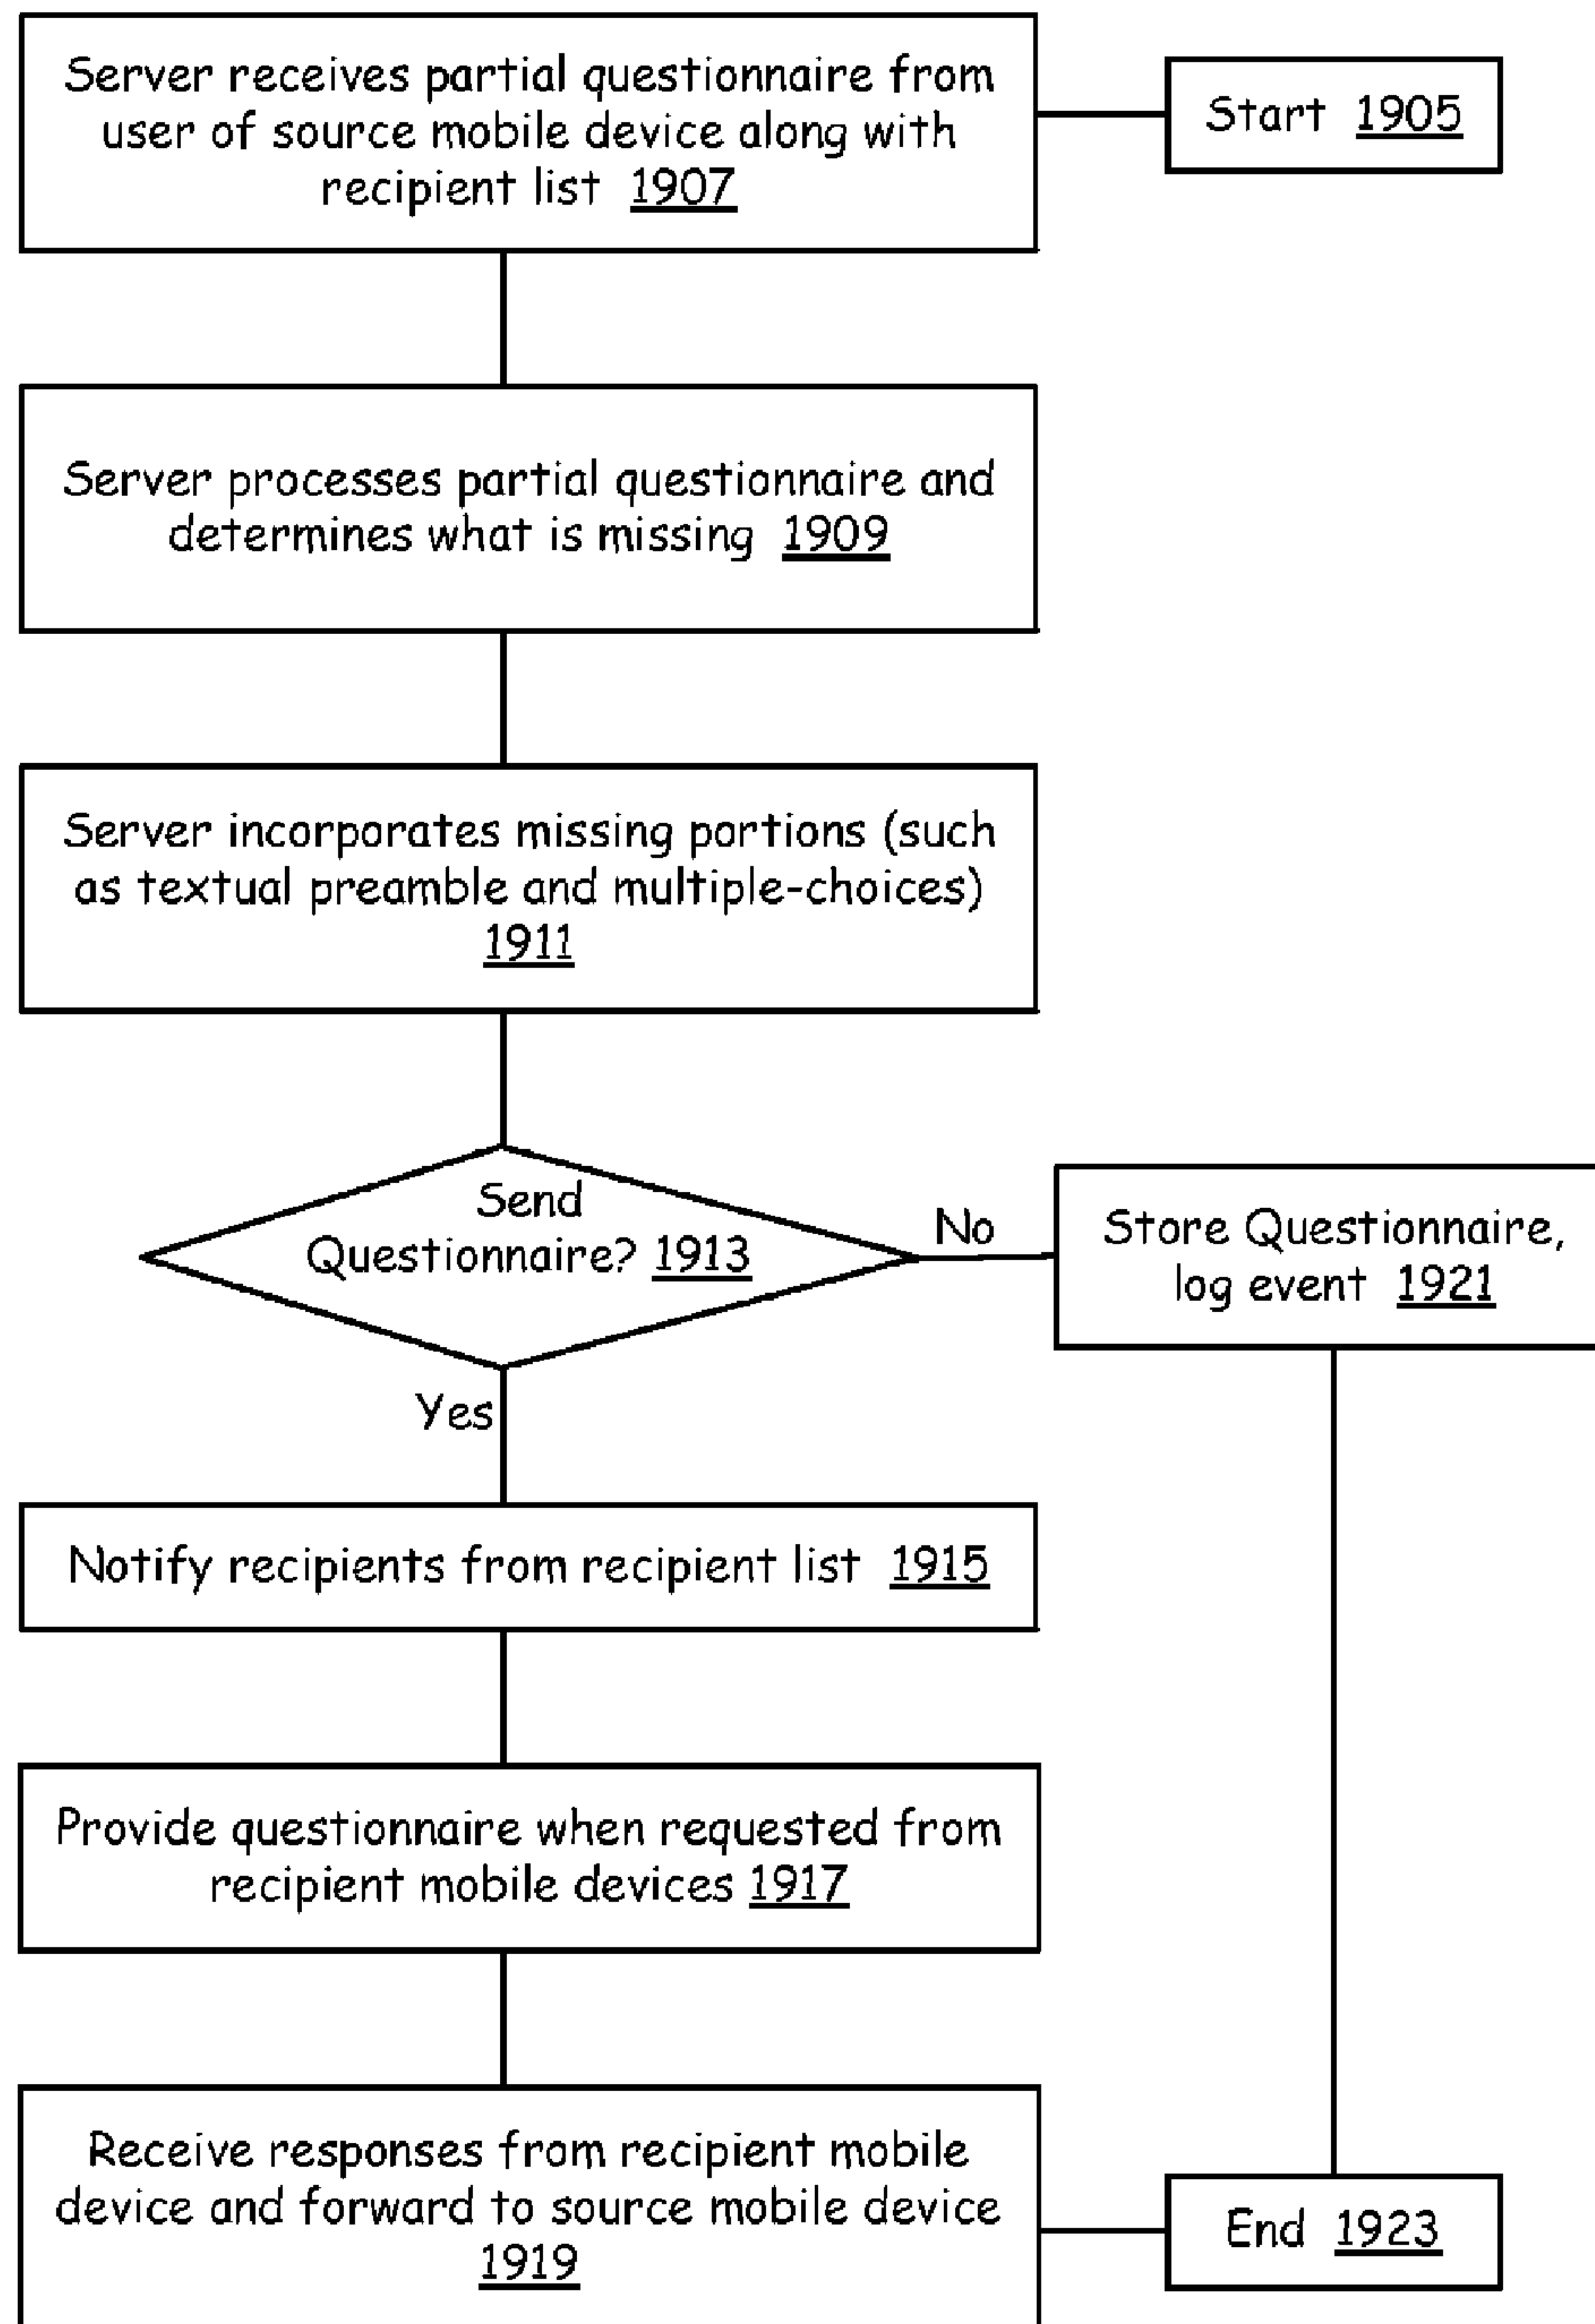 Server receives partial questionnaire from
user of source mobile device along with
recipient list 1907
Start 1905
Server processes partial questionnaire and
determines what is missing 1909
Server incorporates missing portions (such
as textual preamble and multiple-choices)
1911
Send
Questionnaire? 1913
No
Store Questionnaire,
log event 1921
Yes
Notify recipients from recipient list 1915
Provide questionnaire when requested from
recipient mobile devices 1917
Receive responses from recipient mobile
device and forward to source mobile device
1919
End 1923